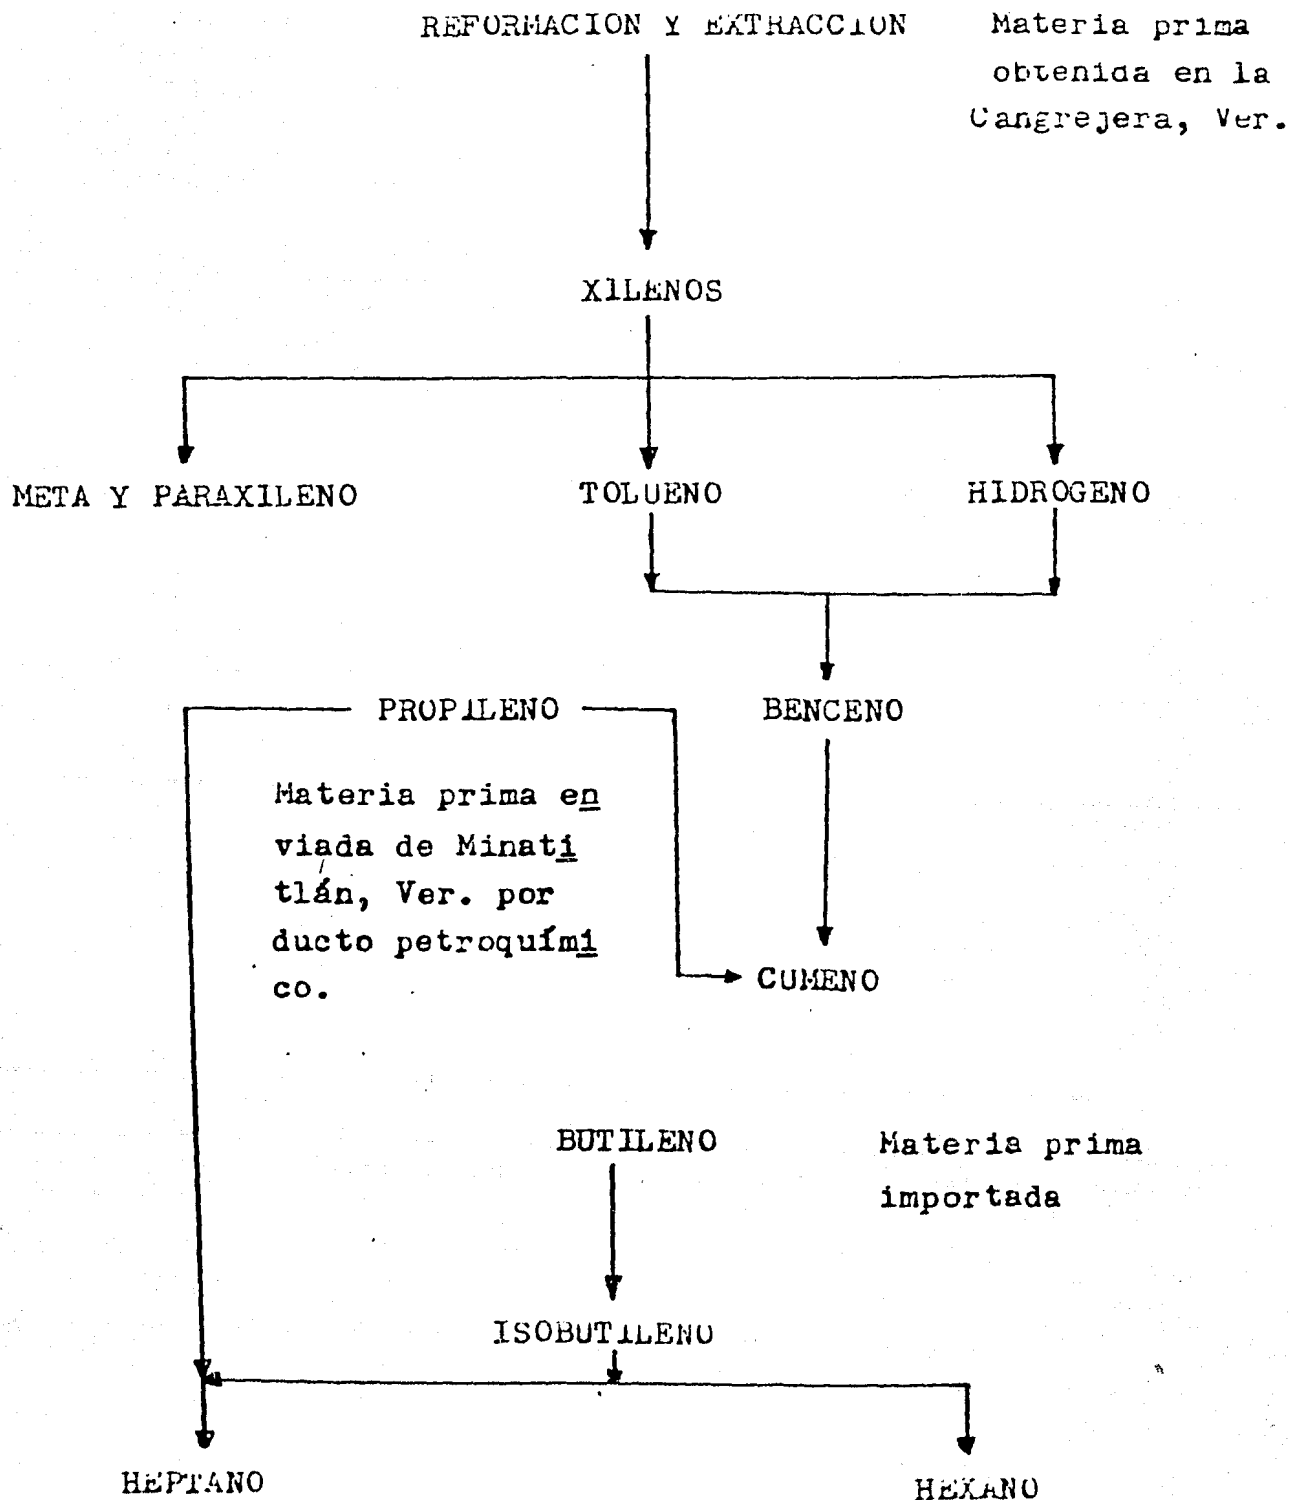 REFORMACION Y EXTRACCION
Materia prima
obtenida en la
Cangrejera, Ver.
XILENOS
META Y PARAXILENO
TOLUENO
HIDROGENO
PROPILENO
BENCENO
Materia prima en
viada de Minati
tlán, Ver. por
ducto petroquími
co.
CUMENO
BUTILENO
Materia prima
importada
ISOBUTILENO
HEPTANO
HEXANO